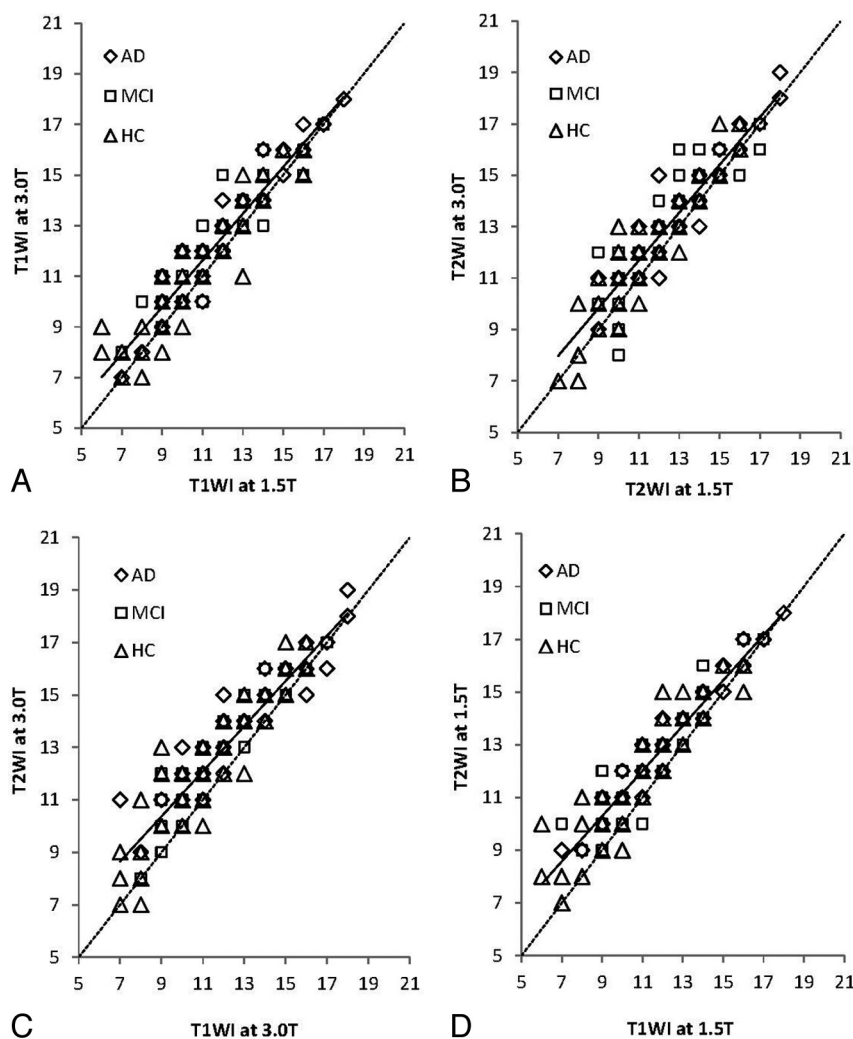 21
19
17
15
13
11
9
7
5
5 7 9 11 13 15 17 19 21
AD
MCI
HC
T1WI at 3.0T
T1WI at 1.5T
A
21
19
17
15
13
11
9
7
5
5 7 9 11 13 15 17 19 21
AD
MCI
HC
T2WI at 3.0T
T2WI at 1.5T
B
21
19
17
15
13
11
9
7
5
5 7 9 11 13 15 17 19 21
AD
MCI
HC
T2WI at 3.0T
T1WI at 3.0T
C
21
19
17
15
13
11
9
7
5
5 7 9 11 13 15 17 19 21
AD
MCI
HC
T2WI at 1.5T
T1WI at 1.5T
D